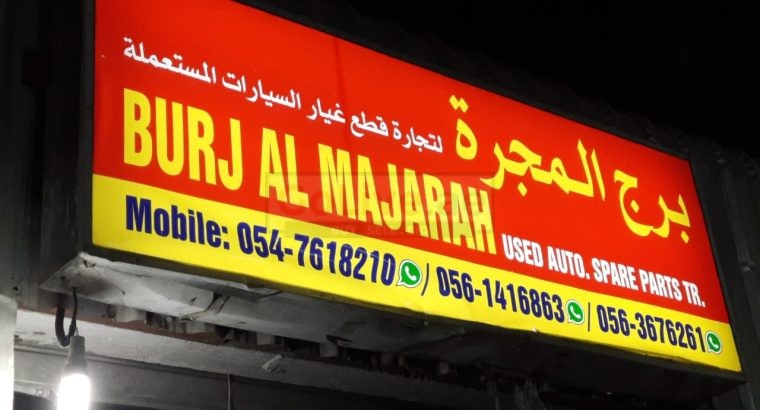 برج المجرة
لتجارة قطع غيار السيارات المستعملة
BURJ AL MAJARAH
USED AUTO. SPARE PARTS TR.
Mobile: 054-7618210 / 056-1416863 / 056-3676261